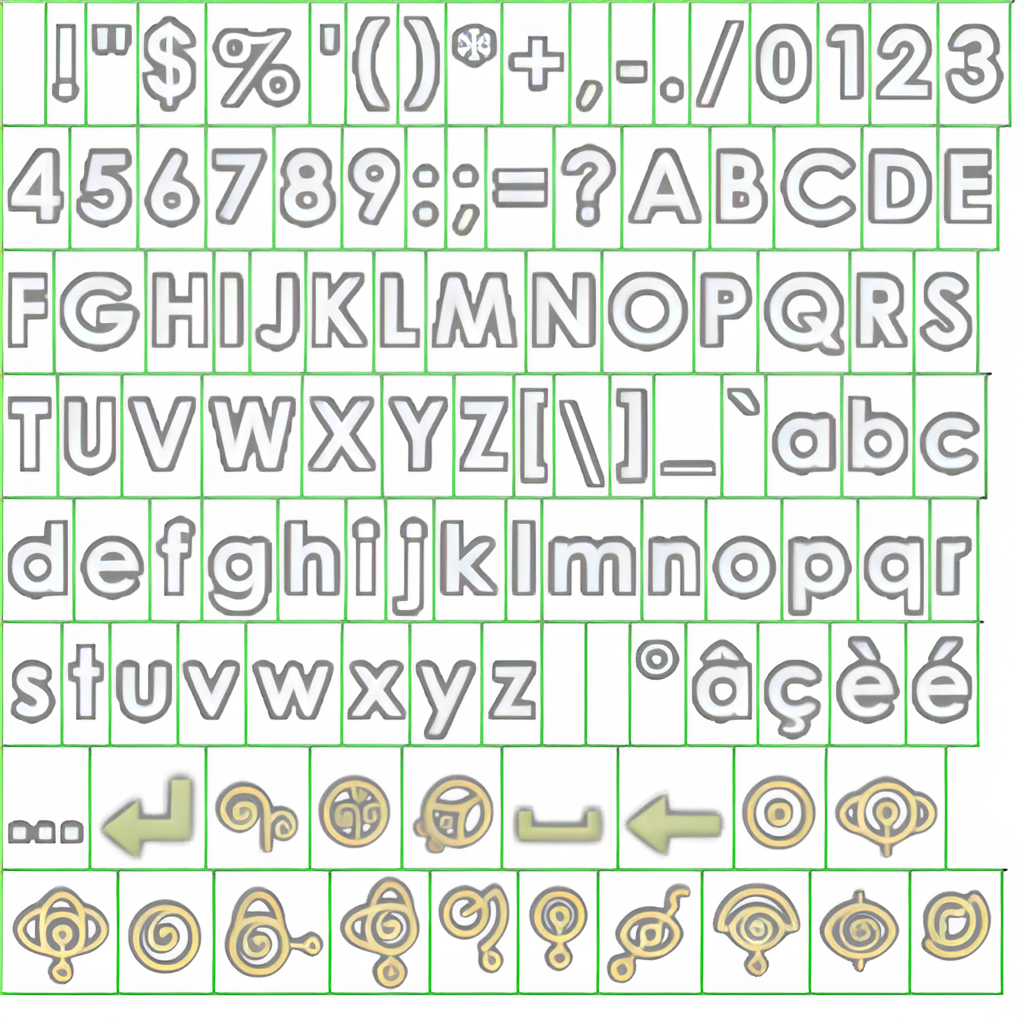 !"$%'()*+,-./0123
456789:;=?ABCDE
FGHIJKLMNOPQRS
TUVWXYZ[\]_`abc
defghijklmnopqr
stuvwxyz°âçèé
…